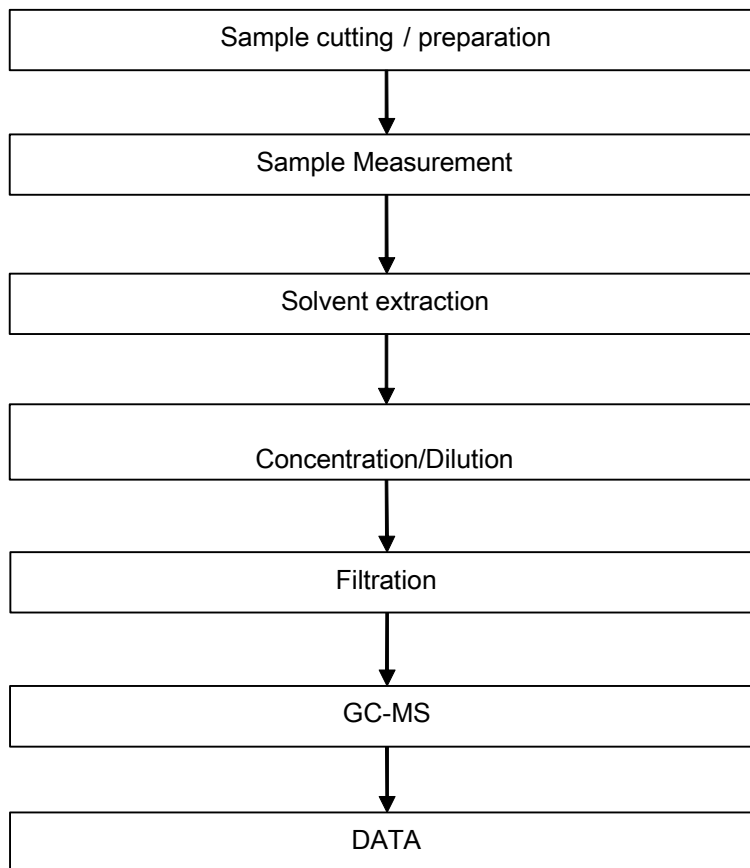 Sample cutting / preparation
Sample Measurement
Solvent extraction
Concentration/Dilution
Filtration
GC-MS
DATA